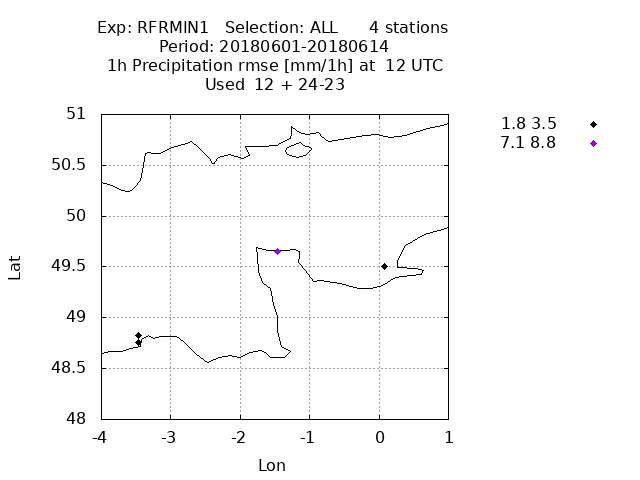 Exp: RFRMIN1   Selection: ALL      4 stations
Period: 20180601-20180614
1h Precipitation rmse [mm/1h] at  12 UTC
Used  12 + 24-23
1.8 3.5
7.1 8.8
51
50.5
50
49.5
49
48.5
48
Lat
-4 -3 -2 -1 0 1
Lon